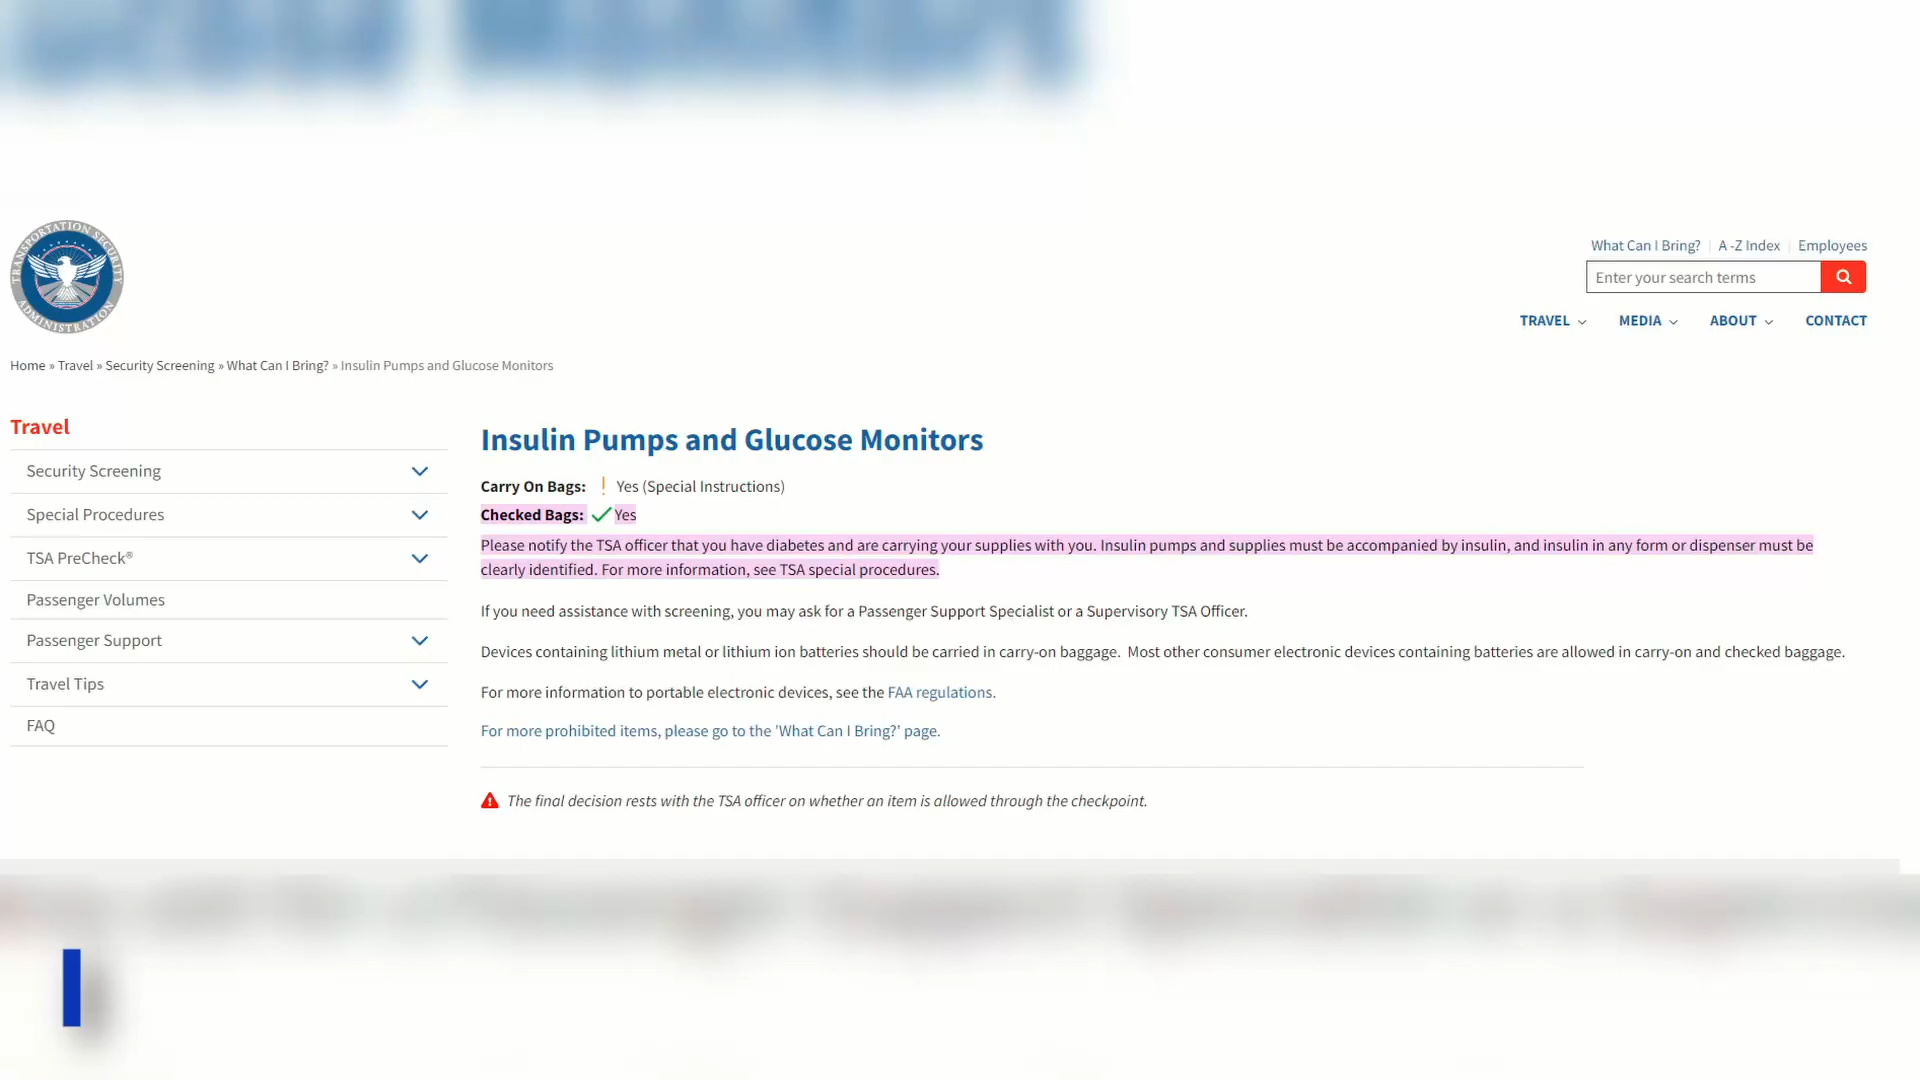 TRANSPORTATION SECURITY
ADMINISTRATION
What Can I Bring? | A -Z Index | Employees
Enter your search terms
TRAVEL MEDIA ABOUT CONTACT
Home » Travel » Security Screening » What Can I Bring? » Insulin Pumps and Glucose Monitors
Travel
Security Screening
Special Procedures
TSA PreCheck®
Passenger Volumes
Passenger Support
Travel Tips
FAQ
Insulin Pumps and Glucose Monitors
Carry On Bags: Yes (Special Instructions)
Checked Bags: Yes
Please notify the TSA officer that you have diabetes and are carrying your supplies with you. Insulin pumps and supplies must be accompanied by insulin, and insulin in any form or dispenser must be
clearly identified. For more information, see TSA special procedures.
If you need assistance with screening, you may ask for a Passenger Support Specialist or a Supervisory TSA Officer.
Devices containing lithium metal or lithium ion batteries should be carried in carry-on baggage. Most other consumer electronic devices containing batteries are allowed in carry-on and checked baggage.
For more information to portable electronic devices, see the FAA regulations.
For more prohibited items, please go to the 'What Can I Bring?' page.
The final decision rests with the TSA officer on whether an item is allowed through the checkpoint.